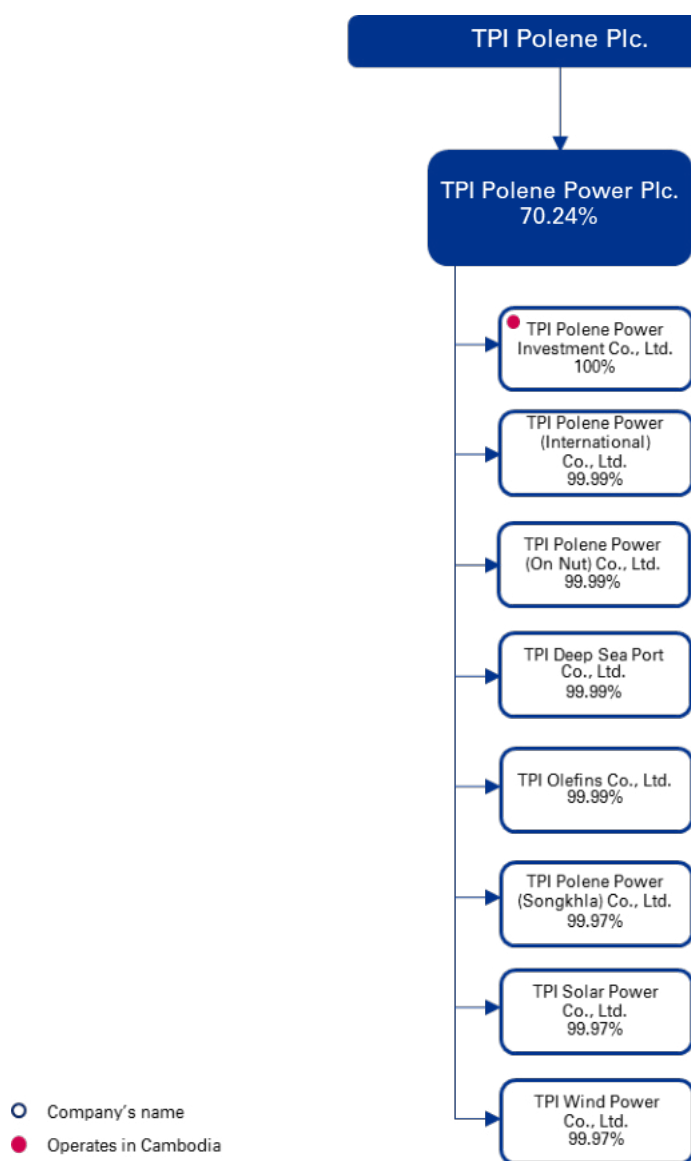 TPI Polene Plc.
TPI Polene Power Plc.
70.24%
TPI Polene Power
Investment Co., Ltd.
100%
TPI Polene Power
(International)
Co., Ltd.
99.99%
TPI Polene Power
(On Nut) Co., Ltd.
99.99%
TPI Deep Sea Port
Co., Ltd.
99.99%
TPI Olefins Co., Ltd.
99.99%
TPI Polene Power
(Songkhla) Co., Ltd.
99.97%
TPI Solar Power
Co., Ltd.
99.97%
TPI Wind Power
Co., Ltd.
99.97%
Company's name
Operates in Cambodia